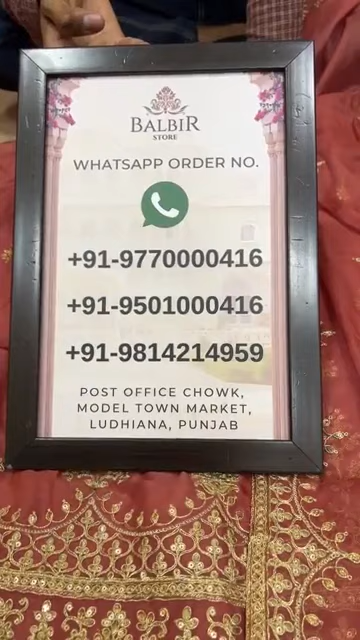 BALBIR
STORE
WHATSAPP ORDER NO.
+91-9770000416
+91-9501000416
+91-9814214959
POST OFFICE CHOWK,
MODEL TOWN MARKET,
LUDHIANA, PUNJAB